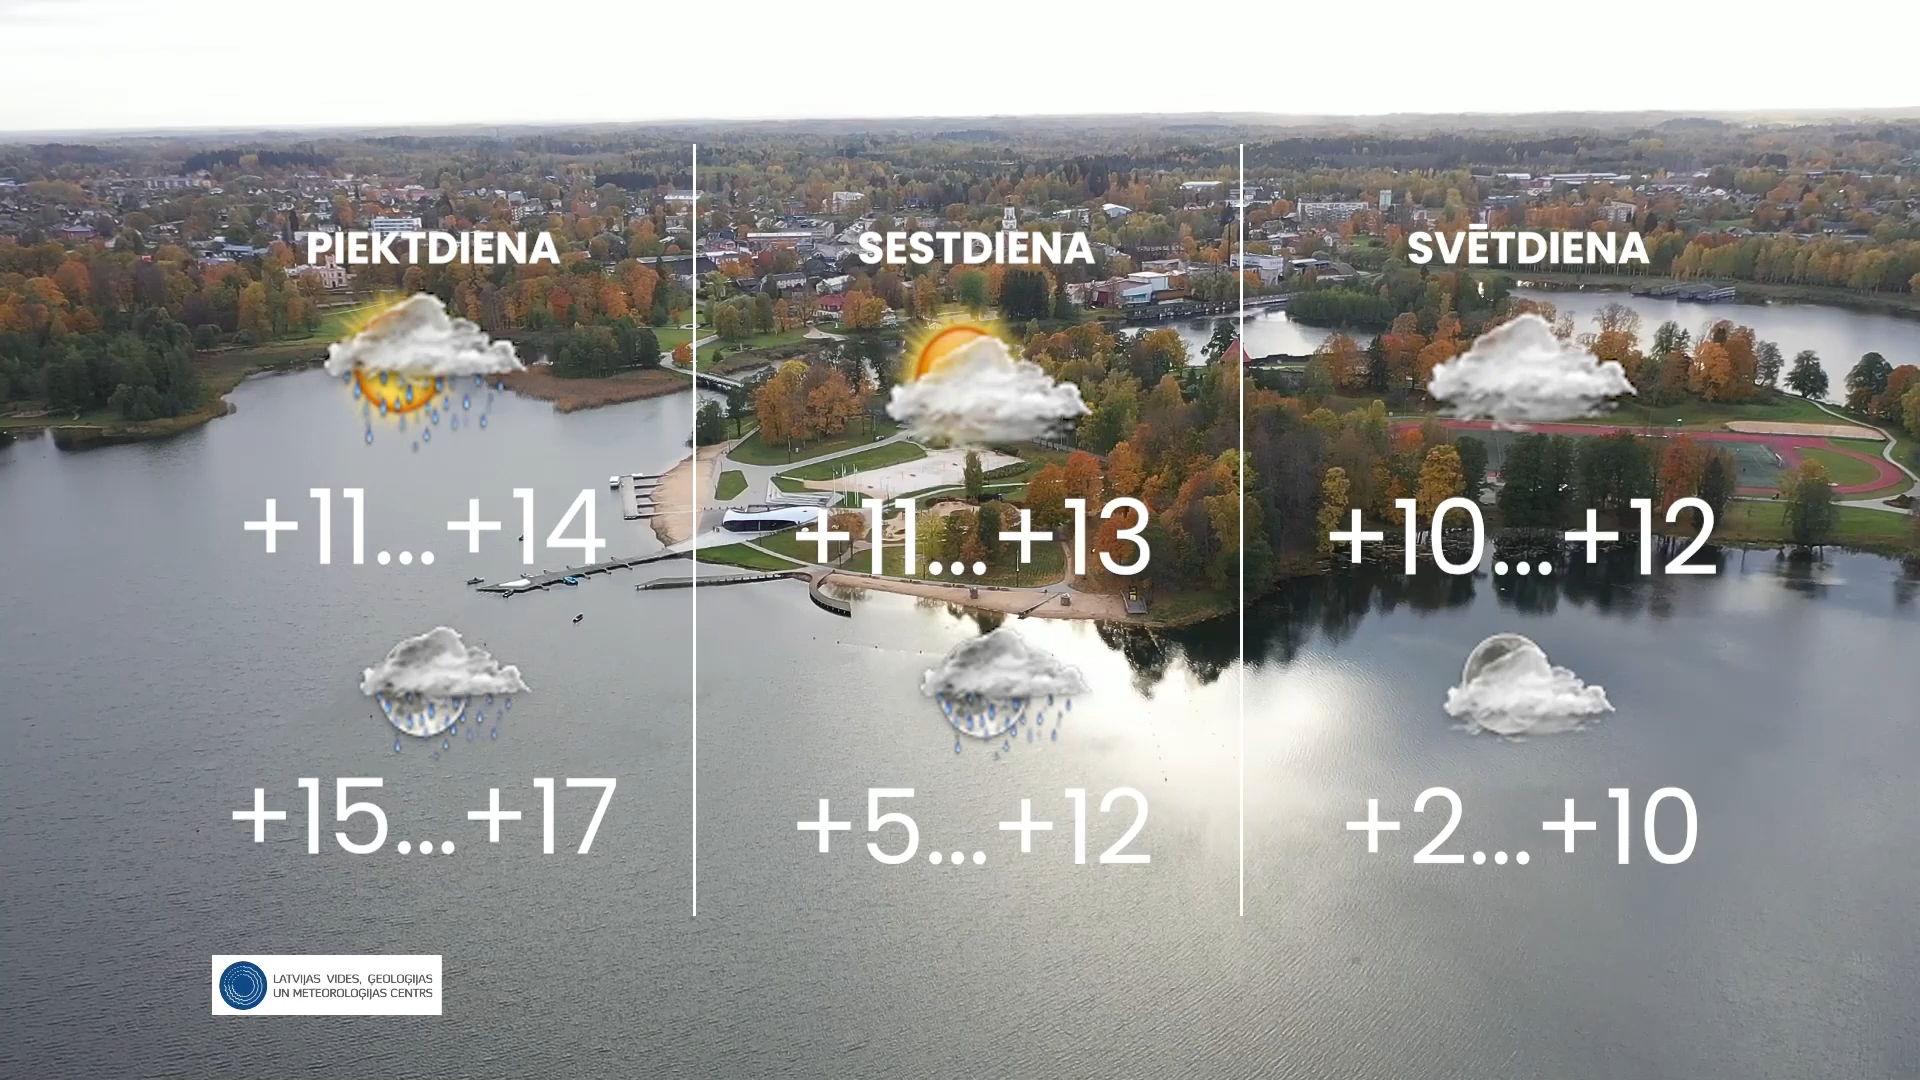 PIEKTDIENA
SESTDIENA
SVĒTDIENA
+11...+14
+11...+13
+10...+12
+15...+17
+5...+12
+2...+10
LATVIJAS VIDES, ĢEOLOĢIJAS
UN METEOROLOĢIJAS CENTRS